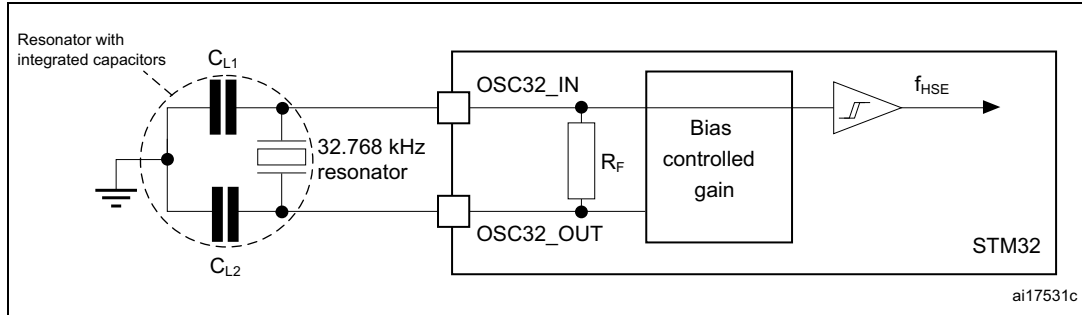 Resonator with
integrated capacitors
CL1
OSC32_IN
fHSE
32.768 kHz
resonator
RF
Bias
controlled
gain
OSC32_OUT
CL2
STM32
ai17531c